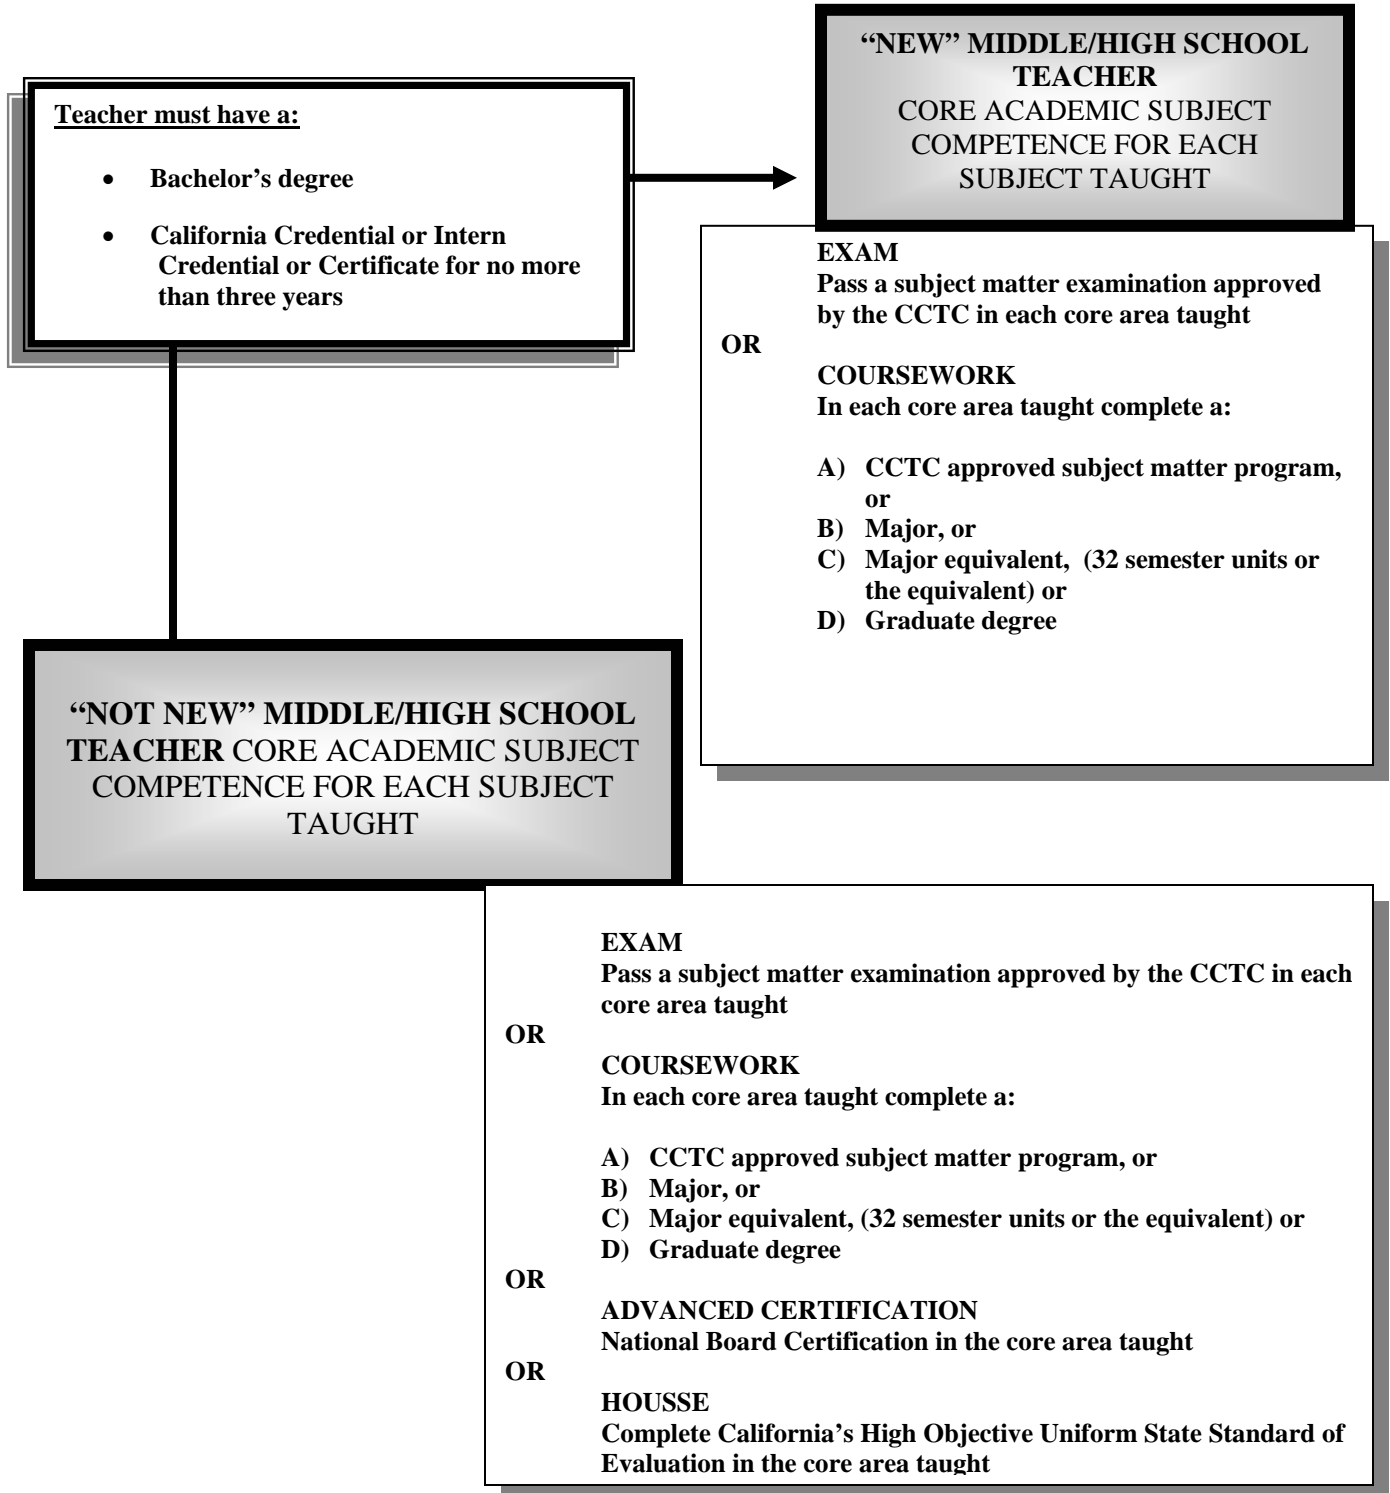 Teacher must have a:
• Bachelor’s degree
• California Credential or Intern
Credential or Certificate for no more
than three years
“NEW” MIDDLE/HIGH SCHOOL
TEACHER
CORE ACADEMIC SUBJECT
COMPETENCE FOR EACH
SUBJECT TAUGHT
EXAM
Pass a subject matter examination approved
by the CCTC in each core area taught
OR
COURSEWORK
In each core area taught complete a:
A) CCTC approved subject matter program,
or
B) Major, or
C) Major equivalent, (32 semester units or
the equivalent) or
D) Graduate degree
“NOT NEW” MIDDLE/HIGH SCHOOL
TEACHER CORE ACADEMIC SUBJECT
COMPETENCE FOR EACH SUBJECT
TAUGHT
EXAM
Pass a subject matter examination approved by the CCTC in each
core area taught
OR
COURSEWORK
In each core area taught complete a:
A) CCTC approved subject matter program, or
B) Major, or
C) Major equivalent, (32 semester units or the equivalent) or
D) Graduate degree
OR
ADVANCED CERTIFICATION
National Board Certification in the core area taught
OR
HOUSSE
Complete California’s High Objective Uniform State Standard of
Evaluation in the core area taught